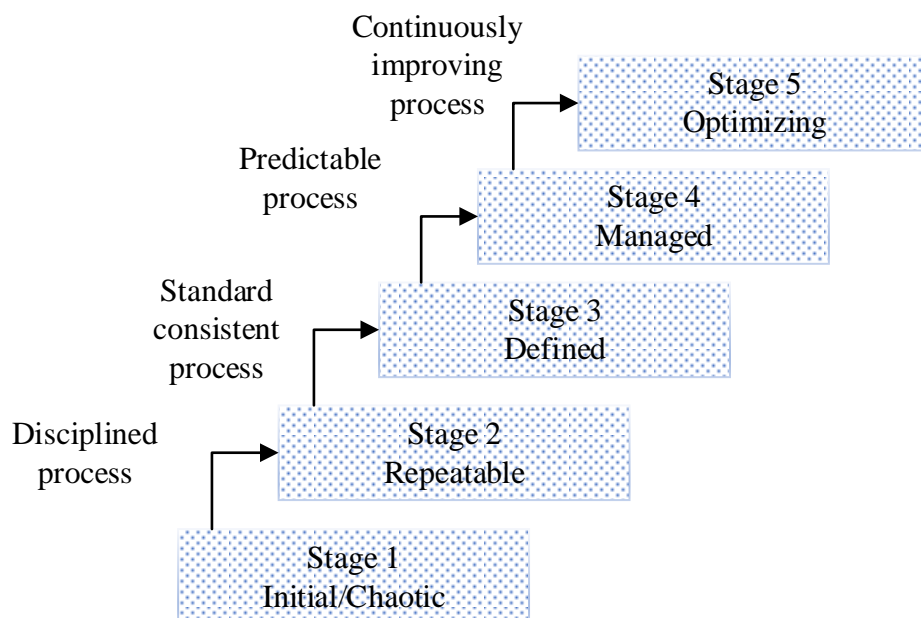 Continuously
improving
process
Stage 5
Optimizing
Predictable
process
Stage 4
Managed
Standard
consistent
process
Stage 3
Defined
Disciplined
process
Stage 2
Repeatable
Stage 1
Initial/Chaotic